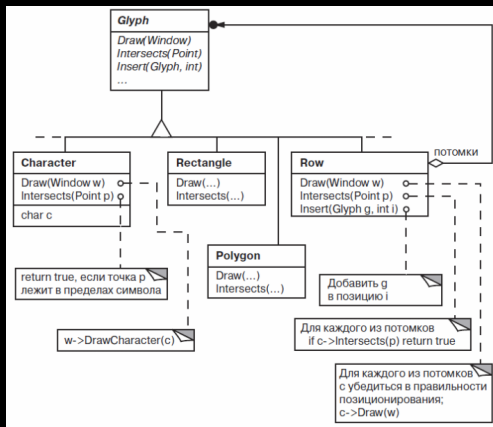 Glyph
Draw(Window)
Intersects(Point)
Insert(Glyph, int)
...
потомки
Character
Draw(Window w)
Intersects(Point p)
char c
Rectangle
Draw(...)
Intersects(...)
Row
Draw(Window w)
Intersects(Point p)
Insert(Glyph g, int i)
Polygon
Draw(...)
Intersects(...)
return true, если точка p
лежит в пределах символа
Добавить g
в позицию i
w->DrawCharacter(c)
Для каждого из потомков
if c->Intersects(p) return true
Для каждого из потомков
с убедиться в правильности
позиционирования;
c->Draw(w)